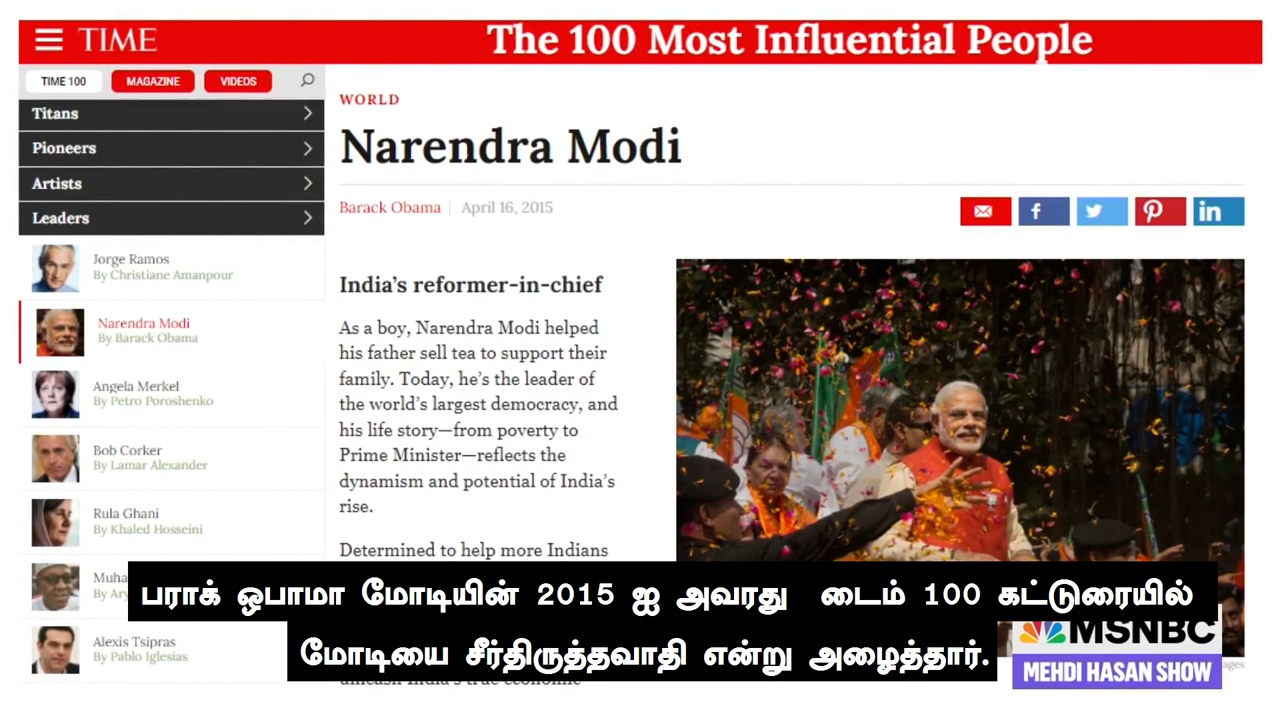 TIME
The 100 Most Influential People
TIME 100
MAGAZINE
VIDEOS
Titans
Pioneers
Artists
Leaders
Jorge Ramos
By Christiane Amanpour
Narendra Modi
By Barack Obama
Angela Merkel
By Petro Poroshenko
Bob Corker
By Lamar Alexander
Rula Ghani
By Khaled Hosseini
Alexis Tsipras
By Pablo Iglesias
WORLD
Narendra Modi
Barack Obama | April 16, 2015
India's reformer-in-chief
As a boy, Narendra Modi helped
his father sell tea to support their
family. Today, he's the leader of
the world's largest democracy, and
his life story—from poverty to
Prime Minister—reflects the
dynamism and potential of India's
rise.
Determined to help more Indians
பராக் ஒபாமா மோடியின் 2015 ஐ அவரது டைம் 100 கட்டுரையில்
மோடியை சீர்திருத்தவாதி என்று அழைத்தார்.
MSNBC
MEHDI HASAN SHOW